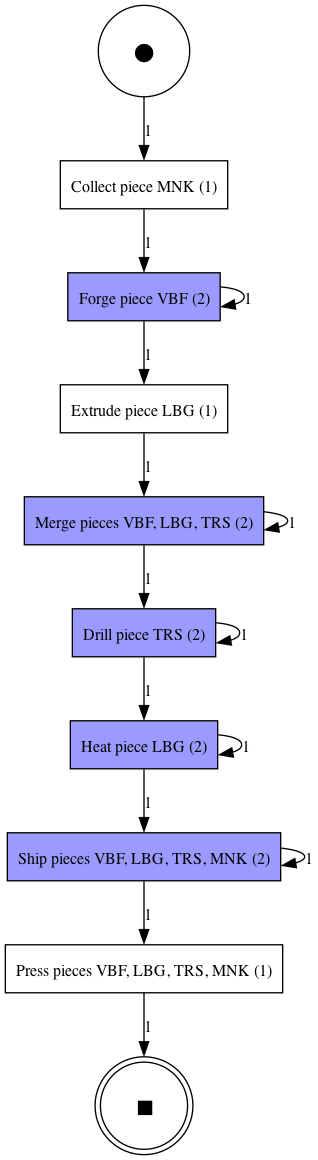 1
Collect piece MNK (1)
1
Forge piece VBF (2)
1
1
Extrude piece LBG (1)
1
Merge pieces VBF, LBG, TRS (2)
1
1
Drill piece TRS (2)
1
1
Heat piece LBG (2)
1
1
Ship pieces VBF, LBG, TRS, MNK (2)
1
1
Press pieces VBF, LBG, TRS, MNK (1)
1